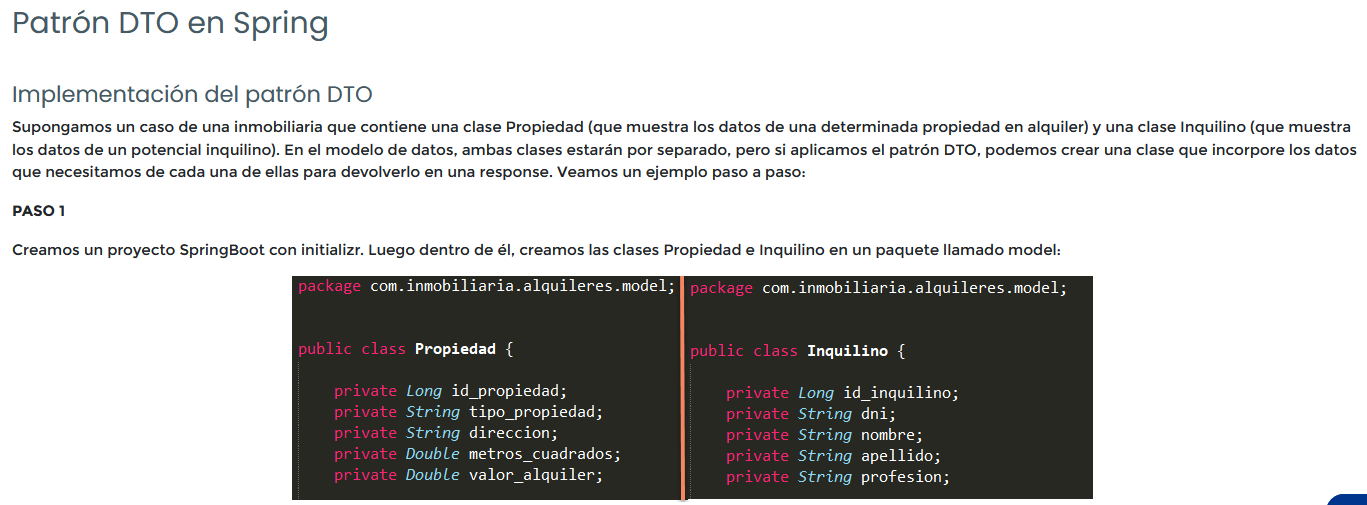 Patrón DTO en Spring
Implementación del patrón DTO
Supongamos un caso de una inmobiliaria que contiene una clase Propiedad (que muestra los datos de una determinada propiedad en alquiler) y una clase Inquilino (que muestra
los datos de un potencial inquilino). En el modelo de datos, ambas clases estarán por separado, pero si aplicamos el patrón DTO, podemos crear una clase que incorpore los datos
que necesitamos de cada una de ellas para devolverlo en una response. Veamos un ejemplo paso a paso:
PASO 1
Creamos un proyecto SpringBoot con initializr. Luego dentro de él, creamos las clases Propiedad e Inquilino en un paquete llamado model:
package com.inmobiliaria.alquileres.model;
public class Propiedad {
private Long id_propiedad;
private String tipo_propiedad;
private String direccion;
private Double metros_cuadrados;
private Double valor_alquiler;
package com.inmobiliaria.alquileres.model;
public class Inquilino {
private Long id_inquilino;
private String dni;
private String nombre;
private String apellido;
private String profesion;